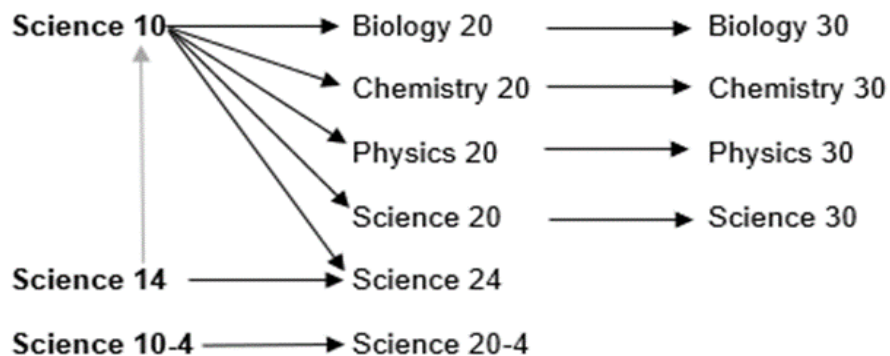 Science 10 Biology 20 Biology 30
Chemistry 20 Chemistry 30
Physics 20 Physics 30
Science 20 Science 30
Science 14 Science 24
Science 10-4 Science 20-4